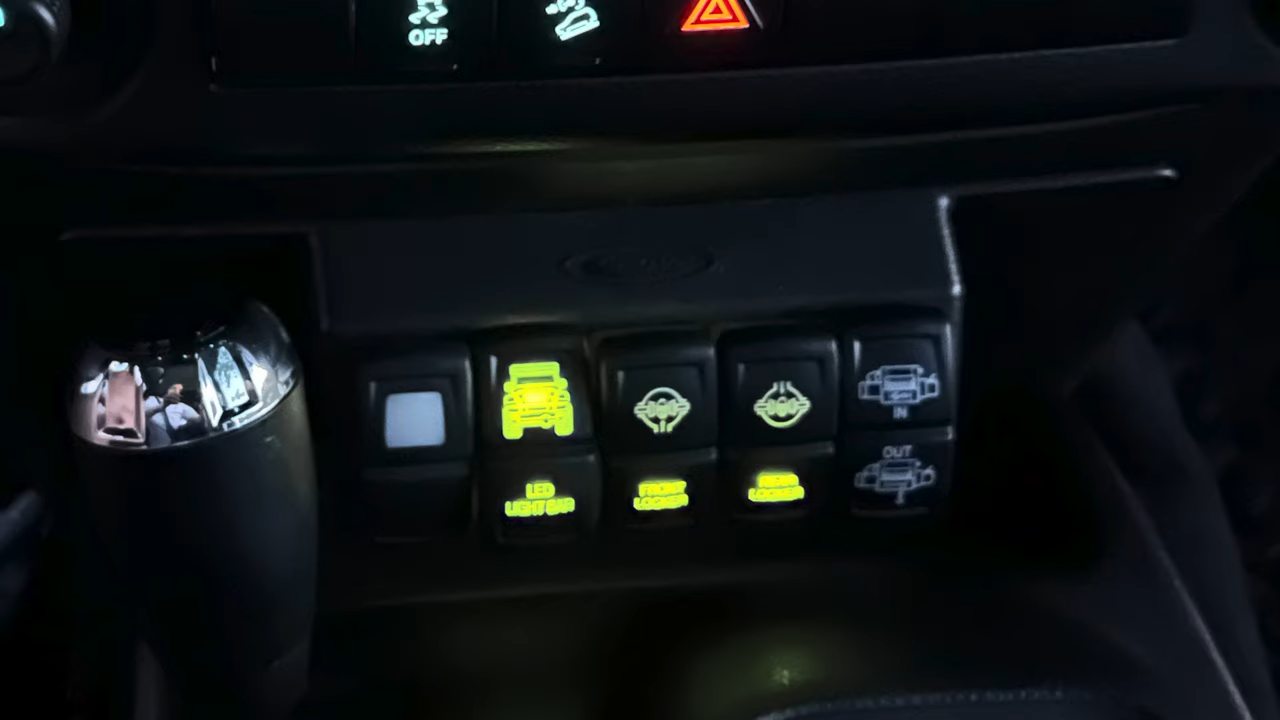 OFF
LED
LIGHT BAR
FRONT
LOCKER
REAR
LOCKER
IN
OUT